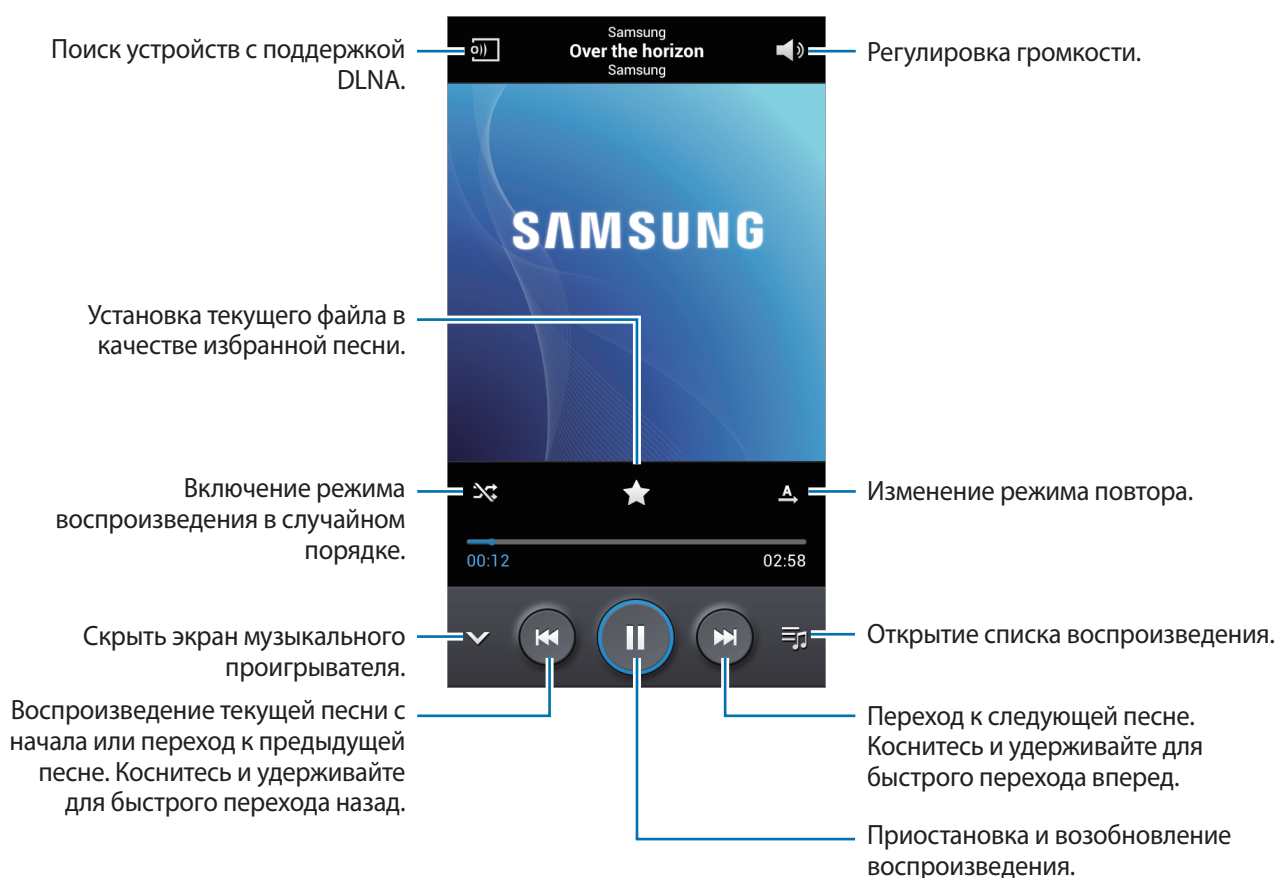 Поиск устройств с поддержкой
DLNA.
Samsung
Over the horizon
Samsung
Регулировка громкости.
SAMSUNG
Установка текущего файла в
качестве избранной песни.
Включение режима
воспроизведения в случайном
порядке.
A
Изменение режима повтора.
00:12
02:58
Скрыть экран музыкального
проигрывателя.
Открытие списка воспроизведения.
Воспроизведение текущей песни с
начала или переход к предыдущей
песне. Коснитесь и удерживайте
для быстрого перехода назад.
Переход к следующей песне.
Коснитесь и удерживайте для
быстрого перехода вперед.
Приостановка и возобновление
воспроизведения.